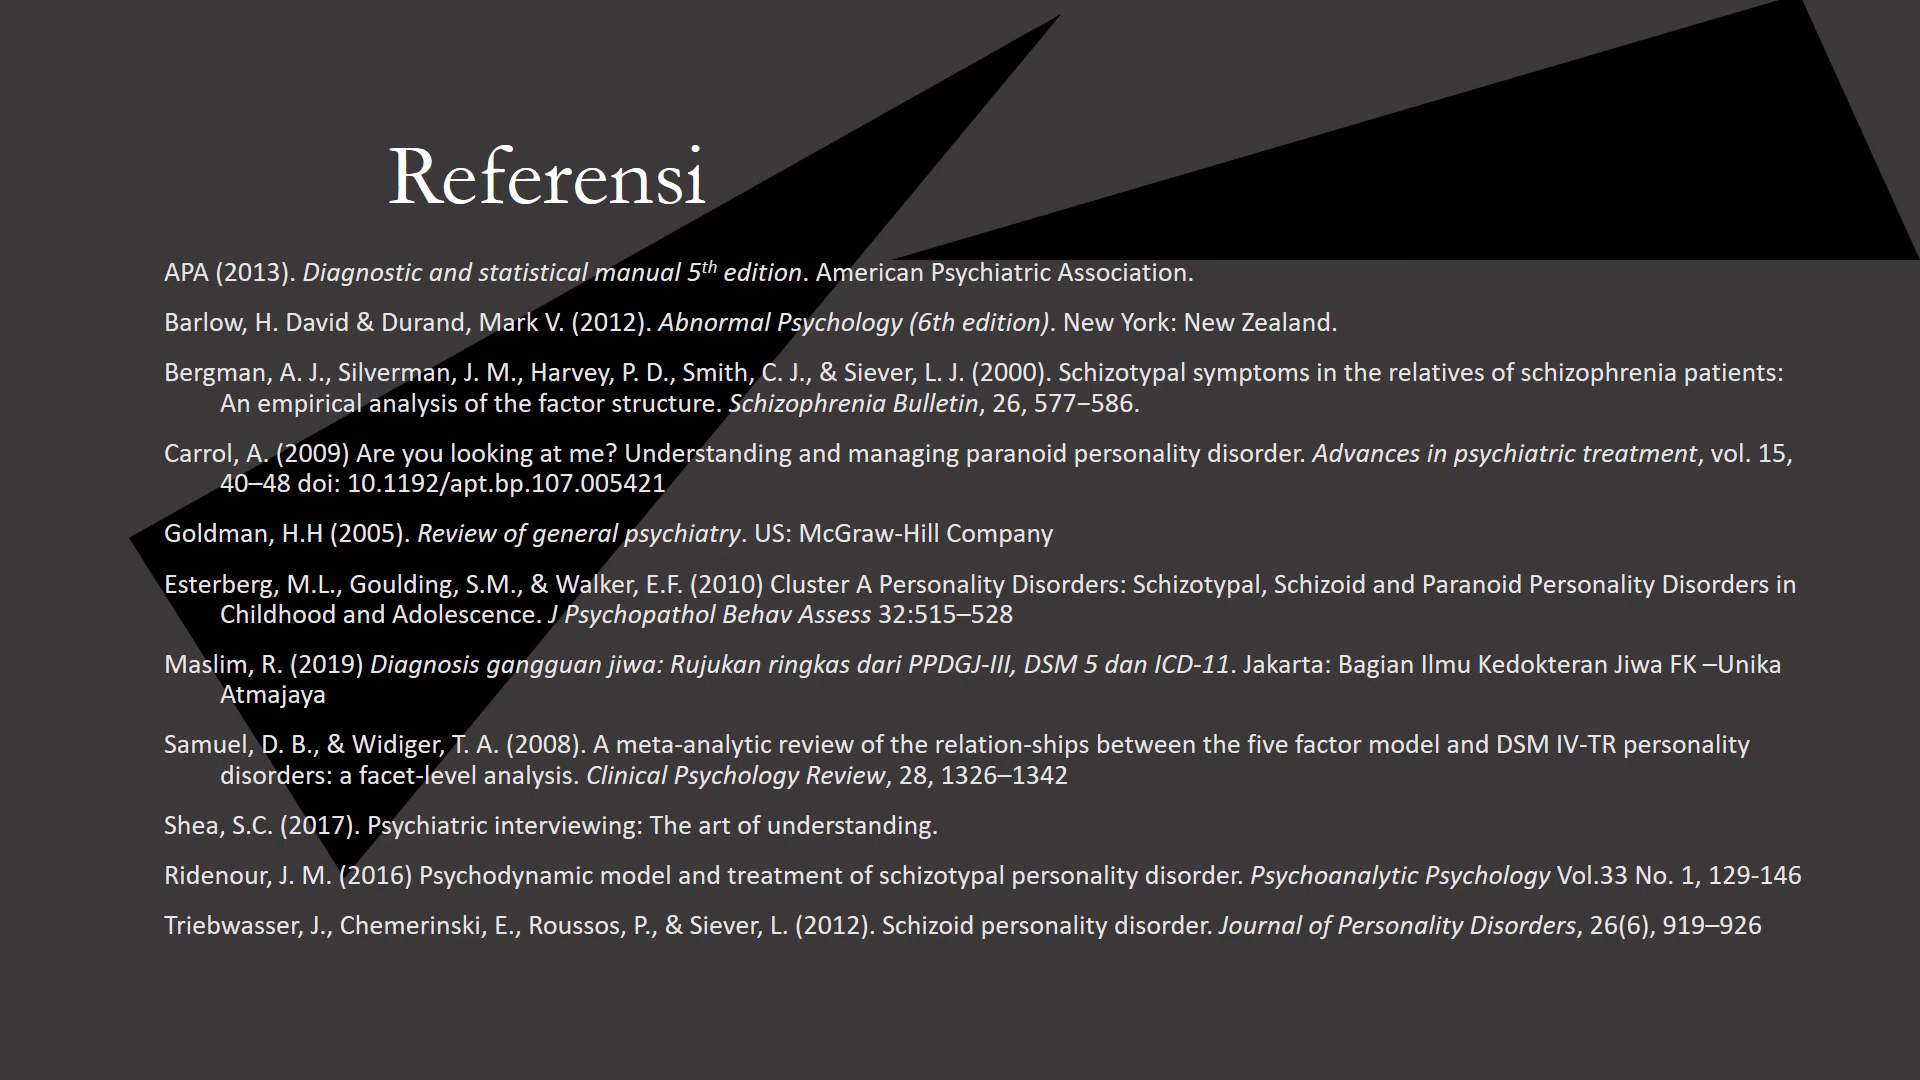 Referensi
APA (2013). Diagnostic and statistical manual 5th edition. American Psychiatric Association.
Barlow, H. David & Durand, Mark V. (2012). Abnormal Psychology (6th edition). New York: New Zealand.
Bergman, A. J., Silverman, J. M., Harvey, P. D., Smith, C. J., & Siever, L. J. (2000). Schizotypal symptoms in the relatives of schizophrenia patients:
An empirical analysis of the factor structure. Schizophrenia Bulletin, 26, 577−586.
Carrol, A. (2009) Are you looking at me? Understanding and managing paranoid personality disorder. Advances in psychiatric treatment, vol. 15,
40–48 doi: 10.1192/apt.bp.107.005421
Goldman, H.H (2005). Review of general psychiatry. US: McGraw-Hill Company
Esterberg, M.L., Goulding, S.M., & Walker, E.F. (2010) Cluster A Personality Disorders: Schizotypal, Schizoid and Paranoid Personality Disorders in
Childhood and Adolescence. J Psychopathol Behav Assess 32:515–528
Maslim, R. (2019) Diagnosis gangguan jiwa: Rujukan ringkas dari PPDGJ-III, DSM 5 dan ICD-11. Jakarta: Bagian Ilmu Kedokteran Jiwa FK –Unika
Atmajaya
Samuel, D. B., & Widiger, T. A. (2008). A meta-analytic review of the relation-ships between the five factor model and DSM IV-TR personality
disorders: a facet-level analysis. Clinical Psychology Review, 28, 1326–1342
Shea, S.C. (2017). Psychiatric interviewing: The art of understanding.
Ridenour, J. M. (2016) Psychodynamic model and treatment of schizotypal personality disorder. Psychoanalytic Psychology Vol.33 No. 1, 129-146
Triebwasser, J., Chemerinski, E., Roussos, P., & Siever, L. (2012). Schizoid personality disorder. Journal of Personality Disorders, 26(6), 919–926